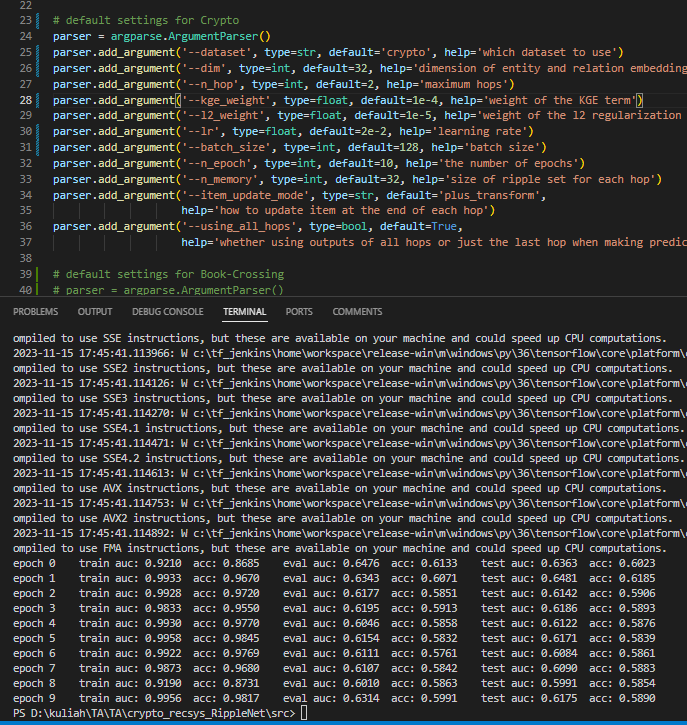 22
23 # default settings for Crypto
24 parser = argparse.ArgumentParser()
25 parser.add_argument('--dataset', type=str, default='crypto', help='which dataset to use')
26 parser.add_argument('--dim', type=int, default=32, help='dimension of entity and relation embedding
27 parser.add_argument('--n_hop', type=int, default=2, help='maximum hops')
28 parser.add_argument('--kge_weight', type=float, default=1e-4, help='weight of the KGE term')
29 parser.add_argument('--l2_weight', type=float, default=1e-5, help='weight of the l2 regularization
30 parser.add_argument('--lr', type=float, default=2e-2, help='learning rate')
31 parser.add_argument('--batch_size', type=int, default=128, help='batch size')
32 parser.add_argument('--n_epoch', type=int, default=10, help='the number of epochs')
33 parser.add_argument('--n_memory', type=int, default=32, help='size of ripple set for each hop')
34 parser.add_argument('--item_update_mode', type=str, default='plus_transform',
35 help='how to update item at the end of each hop')
36 parser.add_argument('--using_all_hops', type=bool, default=True,
37 help='whether using outputs of all hops or just the last hop when making predic
38
39 # default settings for Book-Crossing
40 # parser = argparse.ArgumentParser()
PROBLEMS OUTPUT DEBUG CONSOLE TERMINAL PORTS COMMENTS
ompiled to use SSE instructions, but these are available on your machine and could speed up CPU computations.
2023-11-15 17:45:41.113966: W c:\tf_jenkins\home\workspace\release-win\m\windows\py\36\tensorflow\core\platform\
ompiled to use SSE2 instructions, but these are available on your machine and could speed up CPU computations.
2023-11-15 17:45:41.114126: W c:\tf_jenkins\home\workspace\release-win\m\windows\py\36\tensorflow\core\platform\
ompiled to use SSE3 instructions, but these are available on your machine and could speed up CPU computations.
2023-11-15 17:45:41.114270: W c:\tf_jenkins\home\workspace\release-win\m\windows\py\36\tensorflow\core\platform\
ompiled to use SSE4.1 instructions, but these are available on your machine and could speed up CPU computations.
2023-11-15 17:45:41.114471: W c:\tf_jenkins\home\workspace\release-win\m\windows\py\36\tensorflow\core\platform\
ompiled to use SSE4.2 instructions, but these are available on your machine and could speed up CPU computations.
2023-11-15 17:45:41.114613: W c:\tf_jenkins\home\workspace\release-win\m\windows\py\36\tensorflow\core\platform\
ompiled to use AVX instructions, but these are available on your machine and could speed up CPU computations.
2023-11-15 17:45:41.114753: W c:\tf_jenkins\home\workspace\release-win\m\windows\py\36\tensorflow\core\platform\
ompiled to use AVX2 instructions, but these are available on your machine and could speed up CPU computations.
2023-11-15 17:45:41.114892: W c:\tf_jenkins\home\workspace\release-win\m\windows\py\36\tensorflow\core\platform\
ompiled to use FMA instructions, but these are available on your machine and could speed up CPU computations.
epoch 0 train auc: 0.9210 acc: 0.8685 eval auc: 0.6476 acc: 0.6133 test auc: 0.6363 acc: 0.6023
epoch 1 train auc: 0.9933 acc: 0.9670 eval auc: 0.6343 acc: 0.6071 test auc: 0.6481 acc: 0.6185
epoch 2 train auc: 0.9928 acc: 0.9720 eval auc: 0.6177 acc: 0.5851 test auc: 0.6142 acc: 0.5906
epoch 3 train auc: 0.9833 acc: 0.9550 eval auc: 0.6195 acc: 0.5913 test auc: 0.6186 acc: 0.5893
epoch 4 train auc: 0.9930 acc: 0.9770 eval auc: 0.6046 acc: 0.5858 test auc: 0.6122 acc: 0.5876
epoch 5 train auc: 0.9958 acc: 0.9845 eval auc: 0.6154 acc: 0.5832 test auc: 0.6171 acc: 0.5839
epoch 6 train auc: 0.9922 acc: 0.9769 eval auc: 0.6111 acc: 0.5761 test auc: 0.6084 acc: 0.5861
epoch 7 train auc: 0.9873 acc: 0.9680 eval auc: 0.6107 acc: 0.5842 test auc: 0.6090 acc: 0.5883
epoch 8 train auc: 0.9190 acc: 0.8731 eval auc: 0.6010 acc: 0.5863 test auc: 0.5991 acc: 0.5854
epoch 9 train auc: 0.9956 acc: 0.9817 eval auc: 0.6314 acc: 0.5991 test auc: 0.6175 acc: 0.5890
PS D:\kuliah\TA\TA\crypto_recsys_RippleNet\src>